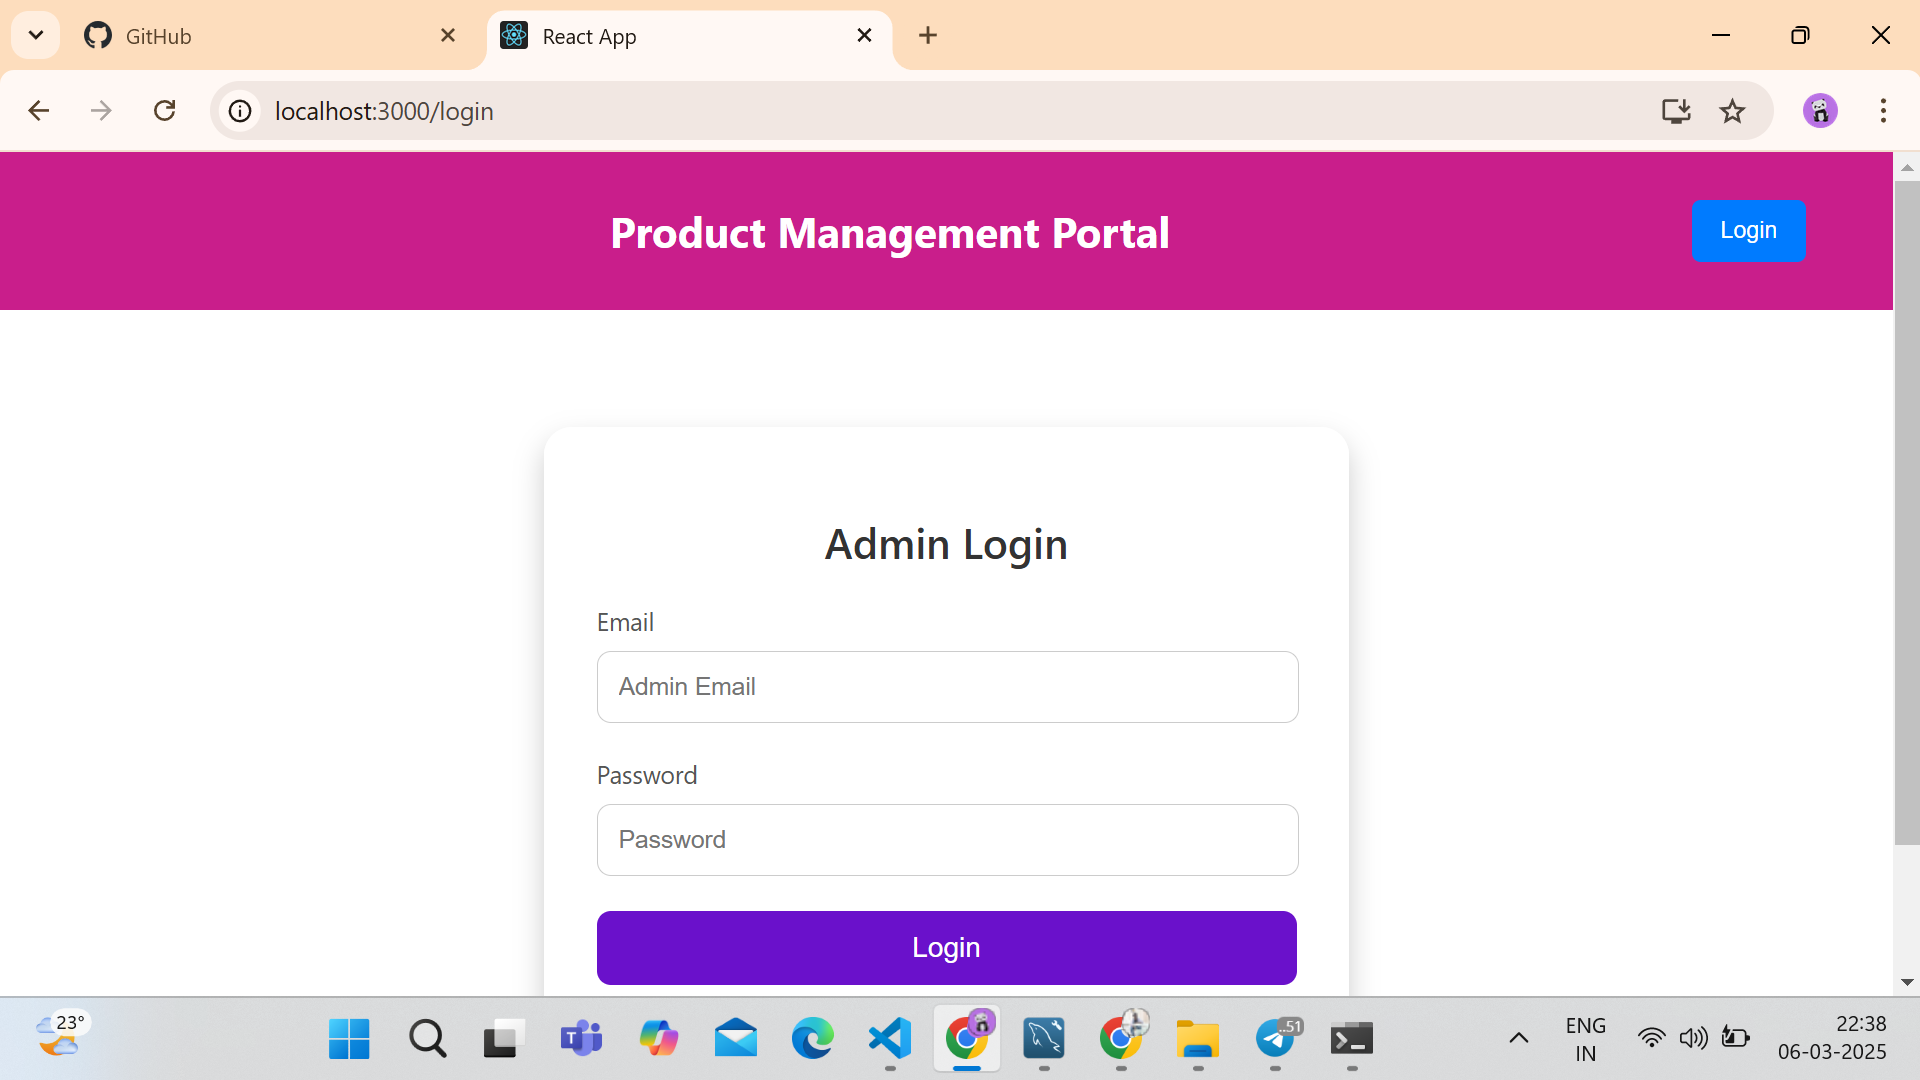 GitHub
React App
localhost:3000/login
Product Management Portal
Login
Admin Login
Email
Admin Email
Password
Password
Login
23°
..51
ENG
IN
22:38
06-03-2025